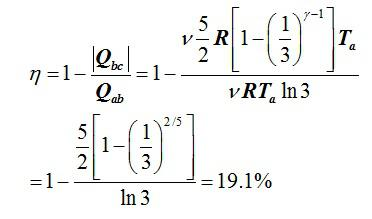 η = 1 − |Q_bc| / Q_ab = 1 − ν (5/2) R [1 − (1/3)^(γ−1)] T_a / (ν R T_a ln 3)
= 1 − (5/2) [1 − (1/3)^(2/5)] / ln 3 = 19.1%